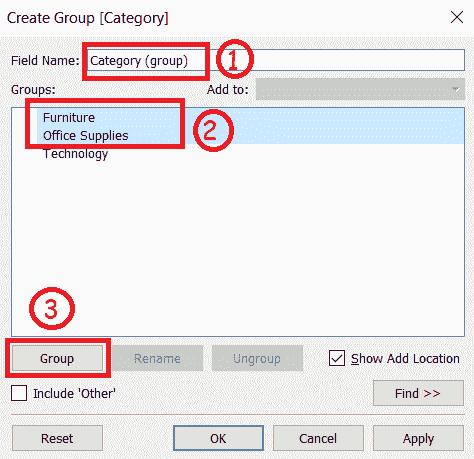 Create Group [Category]
Field Name: Category (group) 1
Groups: Add to:
Furniture
Office Supplies 2
Technology
3
Group Rename Ungroup Show Add Location
Include 'Other' Find >>
Reset OK Cancel Apply